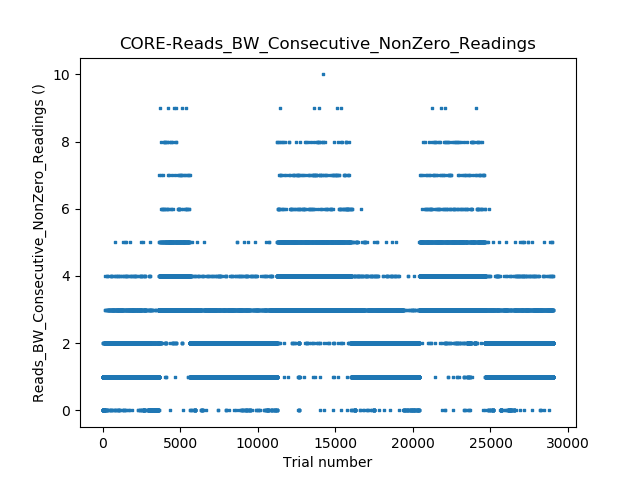 CORE-Reads_BW_Consecutive_NonZero_Readings
Reads_BW_Consecutive_NonZero_Readings ()
10
8
6
4
2
0
0 5000 10000 15000 20000 25000 30000
Trial number